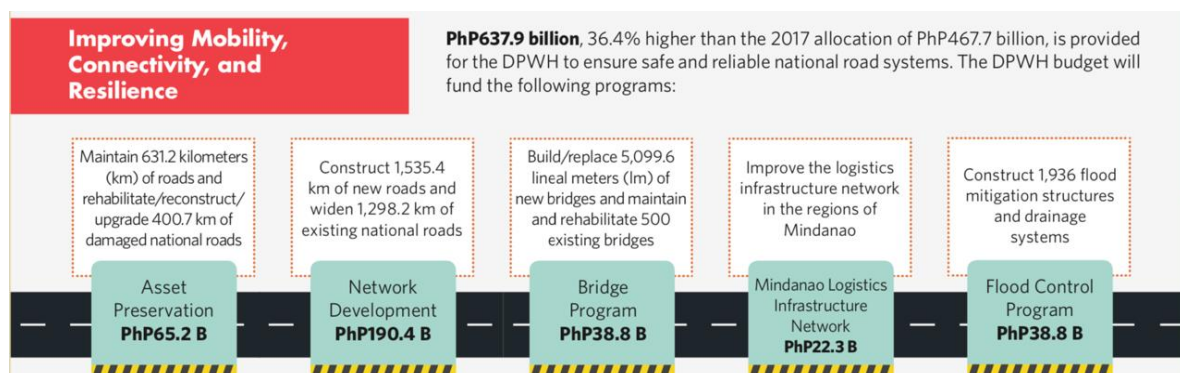 Improving Mobility,
Connectivity, and
Resilience
PhP637.9 billion, 36.4% higher than the 2017 allocation of PhP467.7 billion, is provided
for the DPWH to ensure safe and reliable national road systems. The DPWH budget will
fund the following programs:
Maintain 631.2 kilometers
(km) of roads and
rehabilitate/reconstruct/
upgrade 400.7 km of
damaged national roads
Asset
Preservation
PhP65.2 B
Construct 1,535.4
km of new roads and
widen 1,298.2 km of
existing national roads
Network
Development
PhP190.4 B
Build/replace 5,099.6
lineal meters (lm) of
new bridges and maintain
and rehabilitate 500
existing bridges
Bridge
Program
PhP38.8 B
Improve the logistics
infrastructure network
in the regions of
Mindanao
Mindanao Logistics
Infrastructure
Network
PhP22.3 B
Construct 1,936 flood
mitigation structures
and drainage
systems
Flood Control
Program
PhP38.8 B